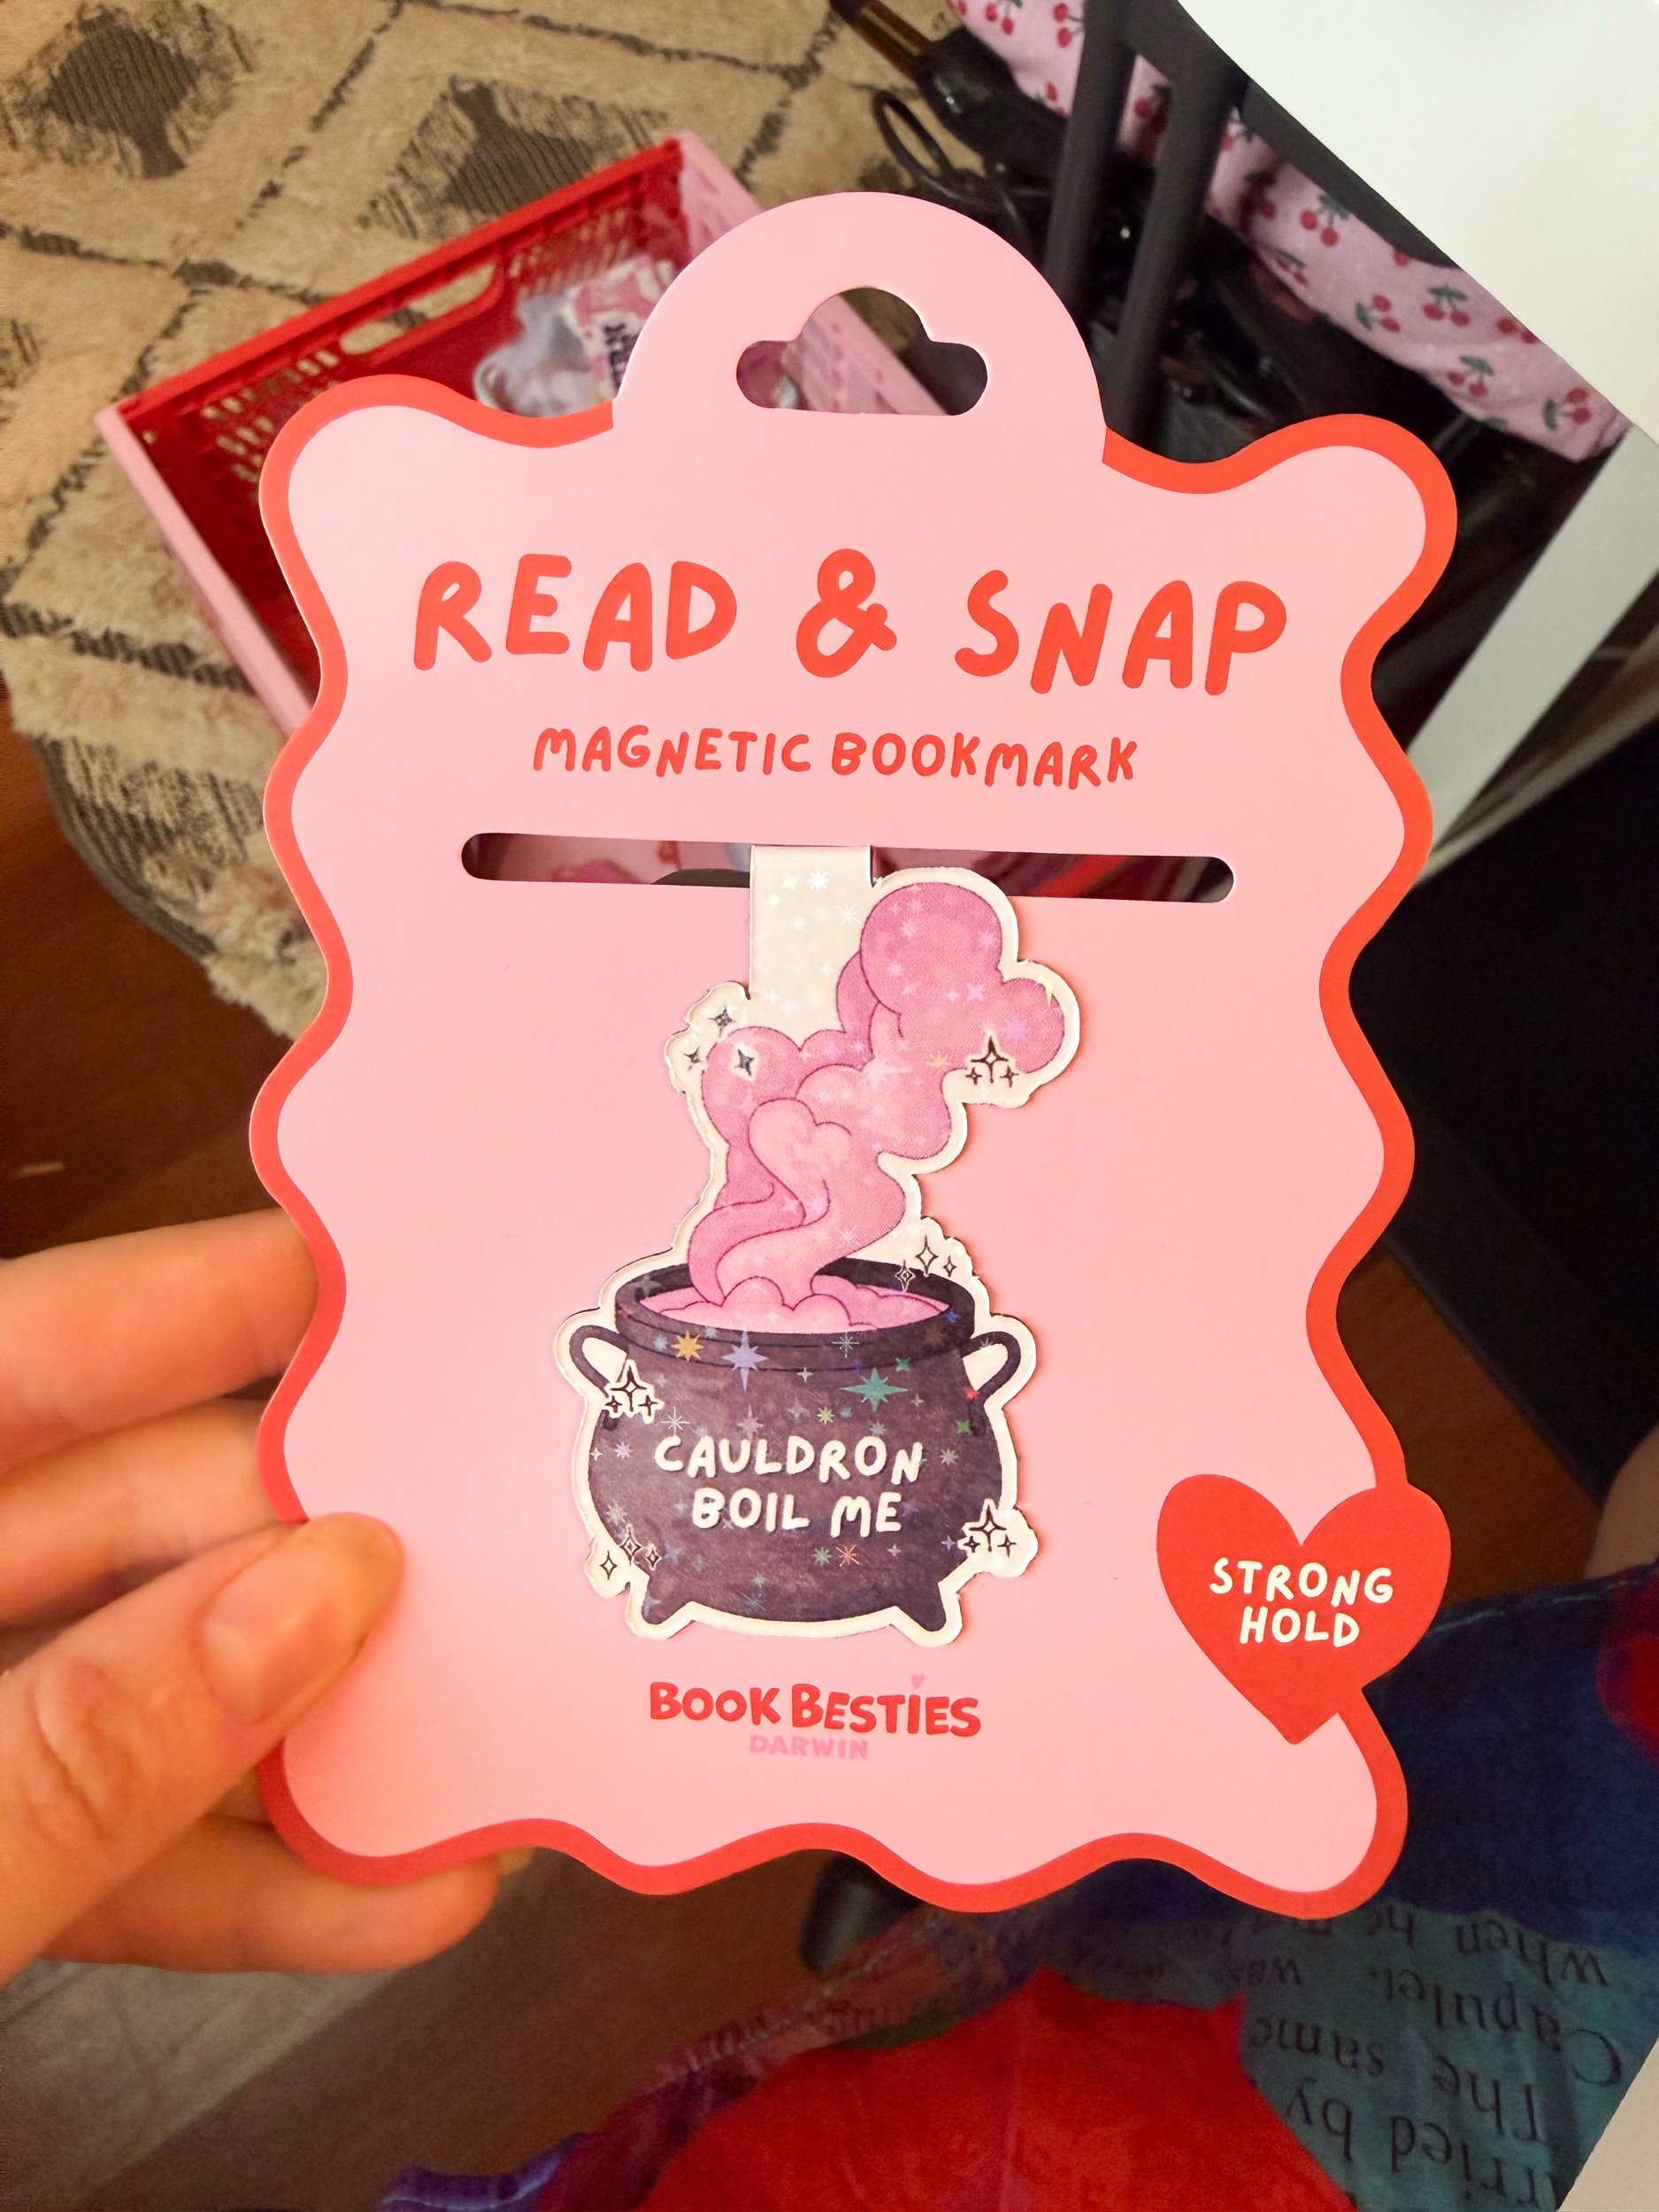 READ & SNAP
MAGNETIC BOOKMARK
CAULDRON
BOIL ME
STRONG
HOLD
BOOK BESTIES
DARWIN
when he
Capulet. was
The same
by
rried